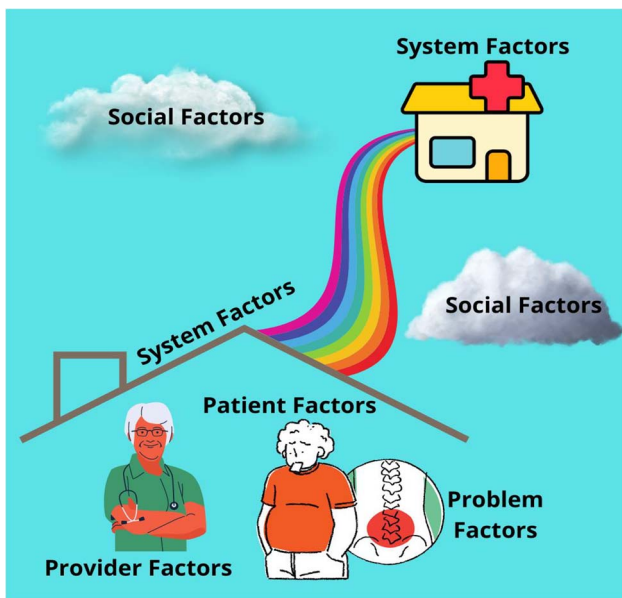 System Factors
Social Factors
Social Factors
System Factors
Patient Factors
Problem
Factors
Provider Factors